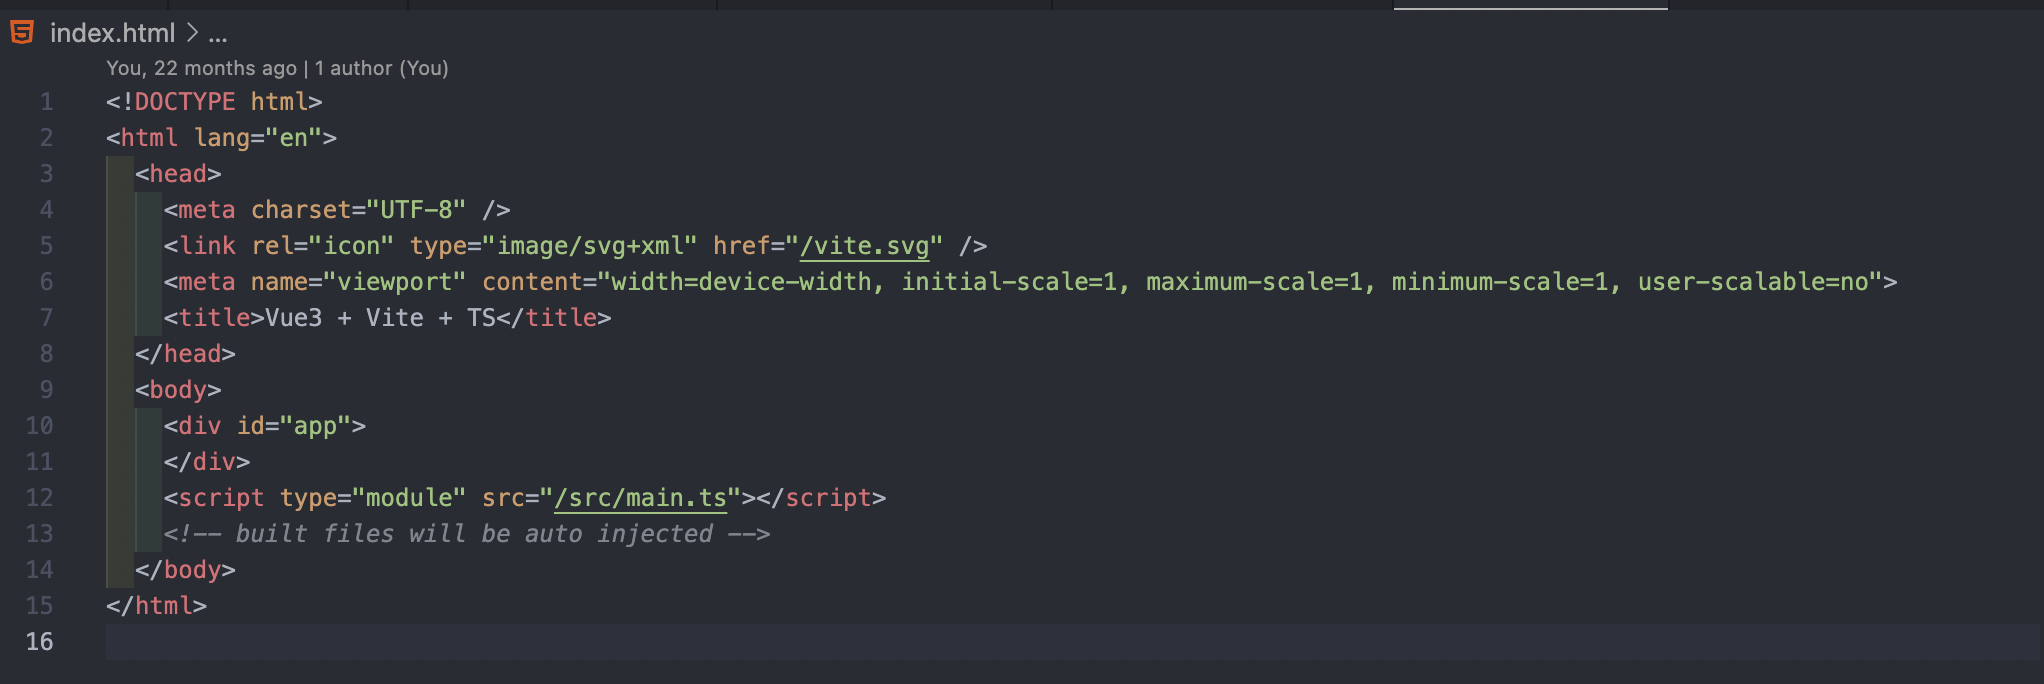 index.html > ...
You, 22 months ago | 1 author (You)
1 <!DOCTYPE html>
2 <html lang="en">
3 <head>
4 <meta charset="UTF-8" />
5 <link rel="icon" type="image/svg+xml" href="/vite.svg" />
6 <meta name="viewport" content="width=device-width, initial-scale=1, maximum-scale=1, minimum-scale=1, user-scalable=no">
7 <title>Vue3 + Vite + TS</title>
8 </head>
9 <body>
10 <div id="app">
11 </div>
12 <script type="module" src="/src/main.ts"></script>
13 <!-- built files will be auto injected -->
14 </body>
15 </html>
16